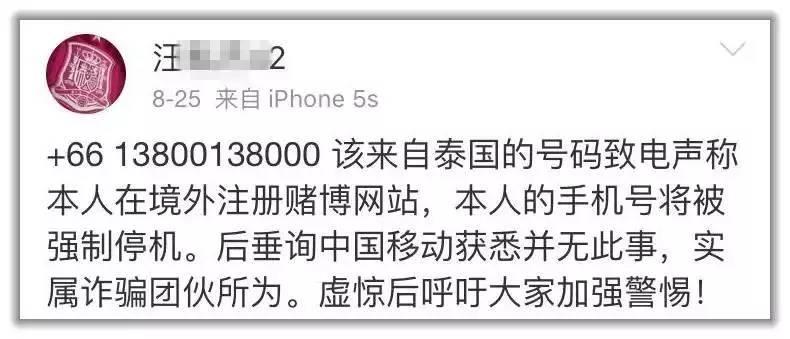 汪 2
8-25 来自 iPhone 5s
+66 13800138000 该来自泰国的号码致电声称
本人在境外注册赌博网站，本人的手机号将被
强制停机。后垂询中国移动获悉并无此事，实
属诈骗团伙所为。虚惊后呼吁大家加强警惕！